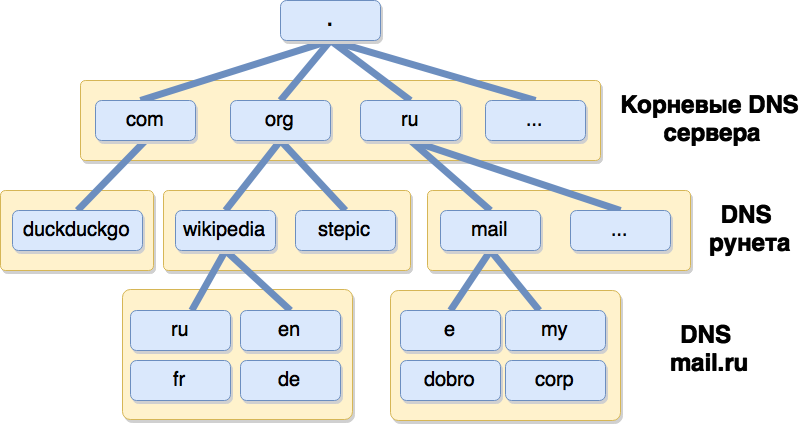 .
com
org
ru
...
Корневые DNS
сервера
duckduckgo
wikipedia
stepic
mail
...
DNS
рунета
ru
en
fr
de
e
my
dobro
corp
DNS
mail.ru